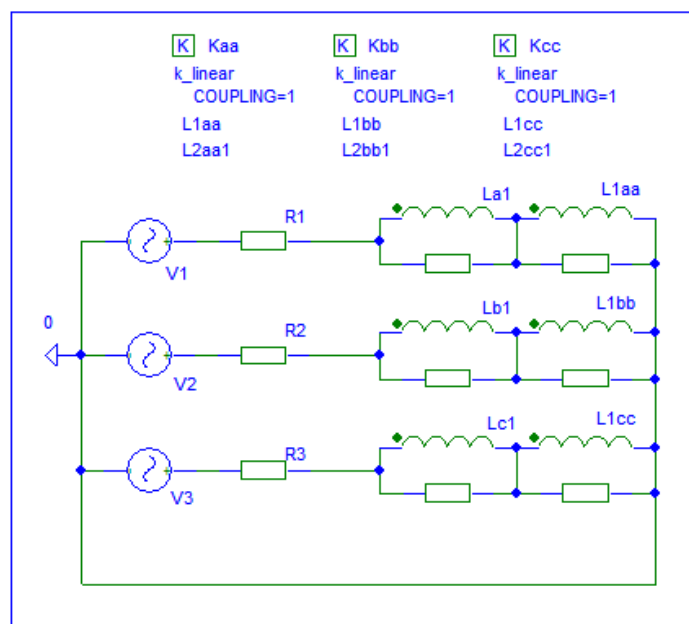 K Kaa
k_linear
COUPLING=1
L1aa
L2aa1
K Kbb
k_linear
COUPLING=1
L1bb
L2bb1
K Kcc
k_linear
COUPLING=1
L1cc
L2cc1
R1
La1
L1aa
V1
0
R2
Lb1
L1bb
V2
R3
Lc1
L1cc
V3